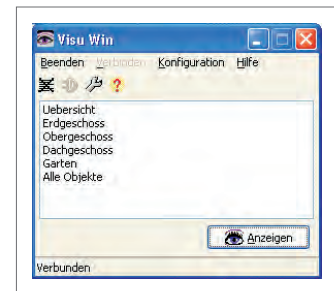 Visu Win
Beenden Verbinden Konfiguration Hilfe
?
Uebersicht
Erdgeschoss
Obergeschoss
Dachgeschoss
Garten
Alle Objekte
Anzeigen
Verbunden